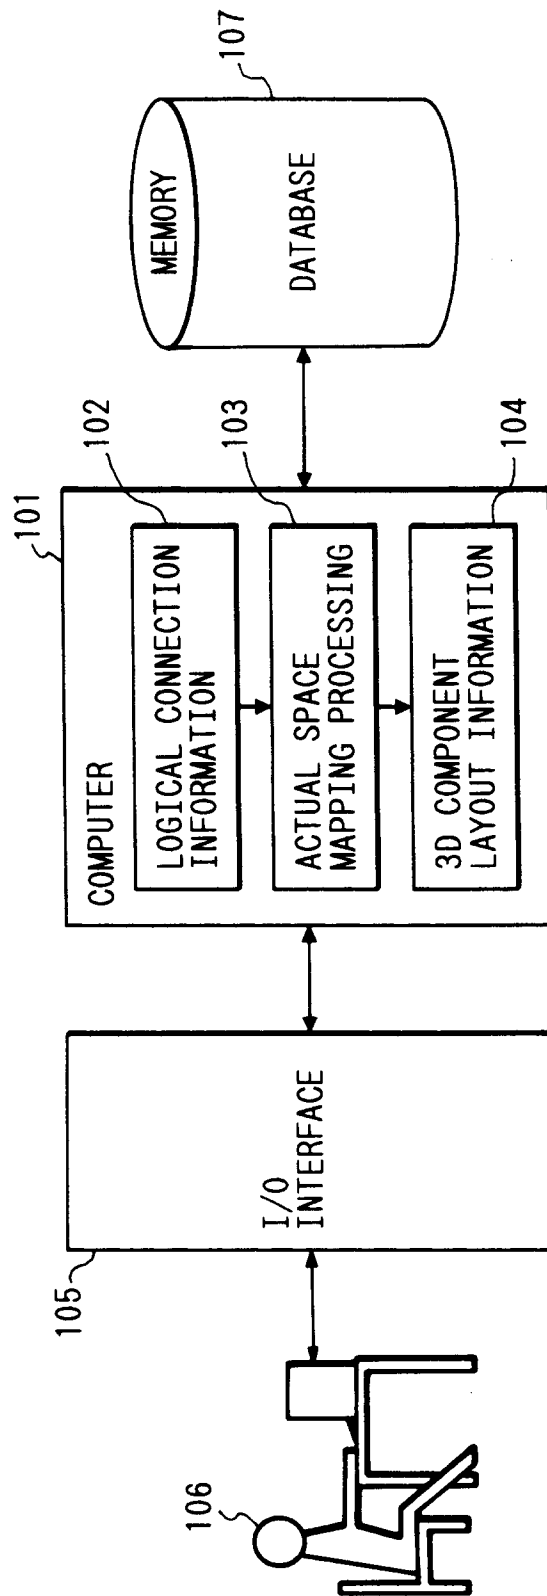 106
105
I/O
INTERFACE
101
COMPUTER
102
LOGICAL CONNECTION
INFORMATION
103
ACTUAL SPACE
MAPPING PROCESSING
104
3D COMPONENT
LAYOUT INFORMATION
107
MEMORY
DATABASE